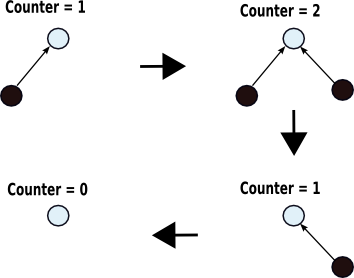 Counter = 1
Counter = 2
Counter = 0
Counter = 1